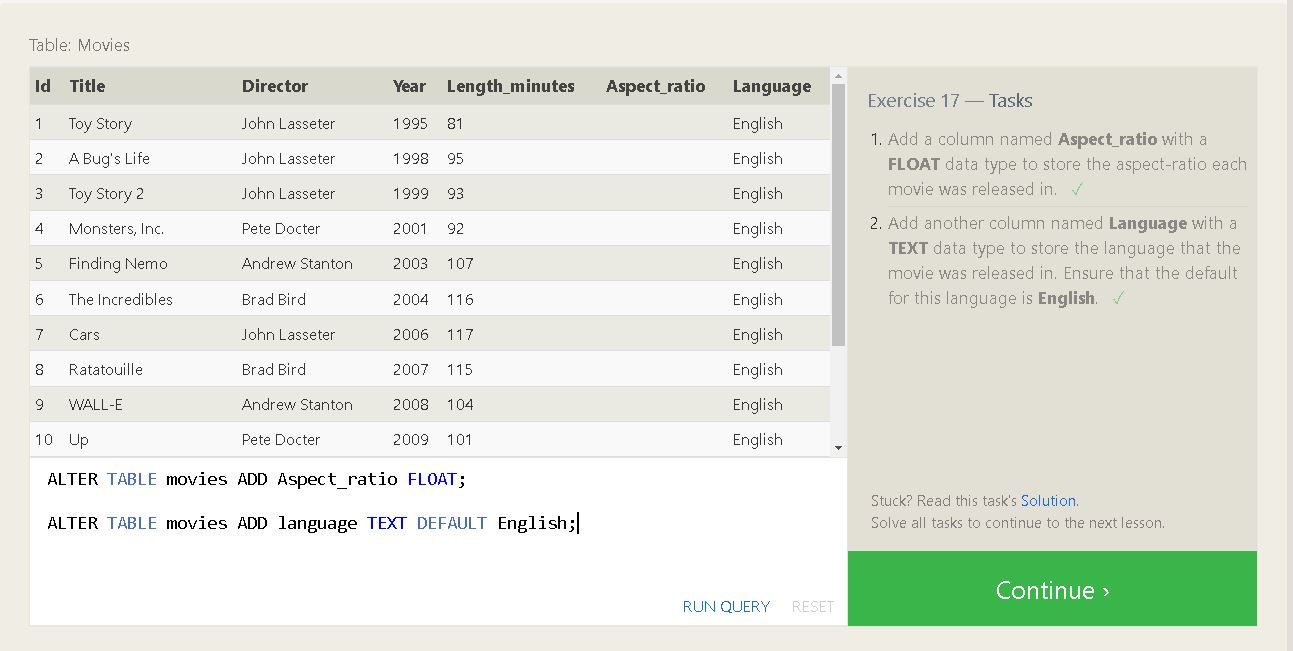 Table: Movies
Id Title Director Year Length_minutes Aspect_ratio Language
1 Toy Story John Lasseter 1995 81 English
2 A Bug's Life John Lasseter 1998 95 English
3 Toy Story 2 John Lasseter 1999 93 English
4 Monsters, Inc. Pete Docter 2001 92 English
5 Finding Nemo Andrew Stanton 2003 107 English
6 The Incredibles Brad Bird 2004 116 English
7 Cars John Lasseter 2006 117 English
8 Ratatouille Brad Bird 2007 115 English
9 WALL-E Andrew Stanton 2008 104 English
10 Up Pete Docter 2009 101 English
ALTER TABLE movies ADD Aspect_ratio FLOAT;
ALTER TABLE movies ADD language TEXT DEFAULT English;
RUN QUERY RESET
Exercise 17 — Tasks
1. Add a column named Aspect_ratio with a
FLOAT data type to store the aspect-ratio each
movie was released in. ✓
2. Add another column named Language with a
TEXT data type to store the language that the
movie was released in. Ensure that the default
for this language is English. ✓
Stuck? Read this task's Solution.
Solve all tasks to continue to the next lesson.
Continue ›